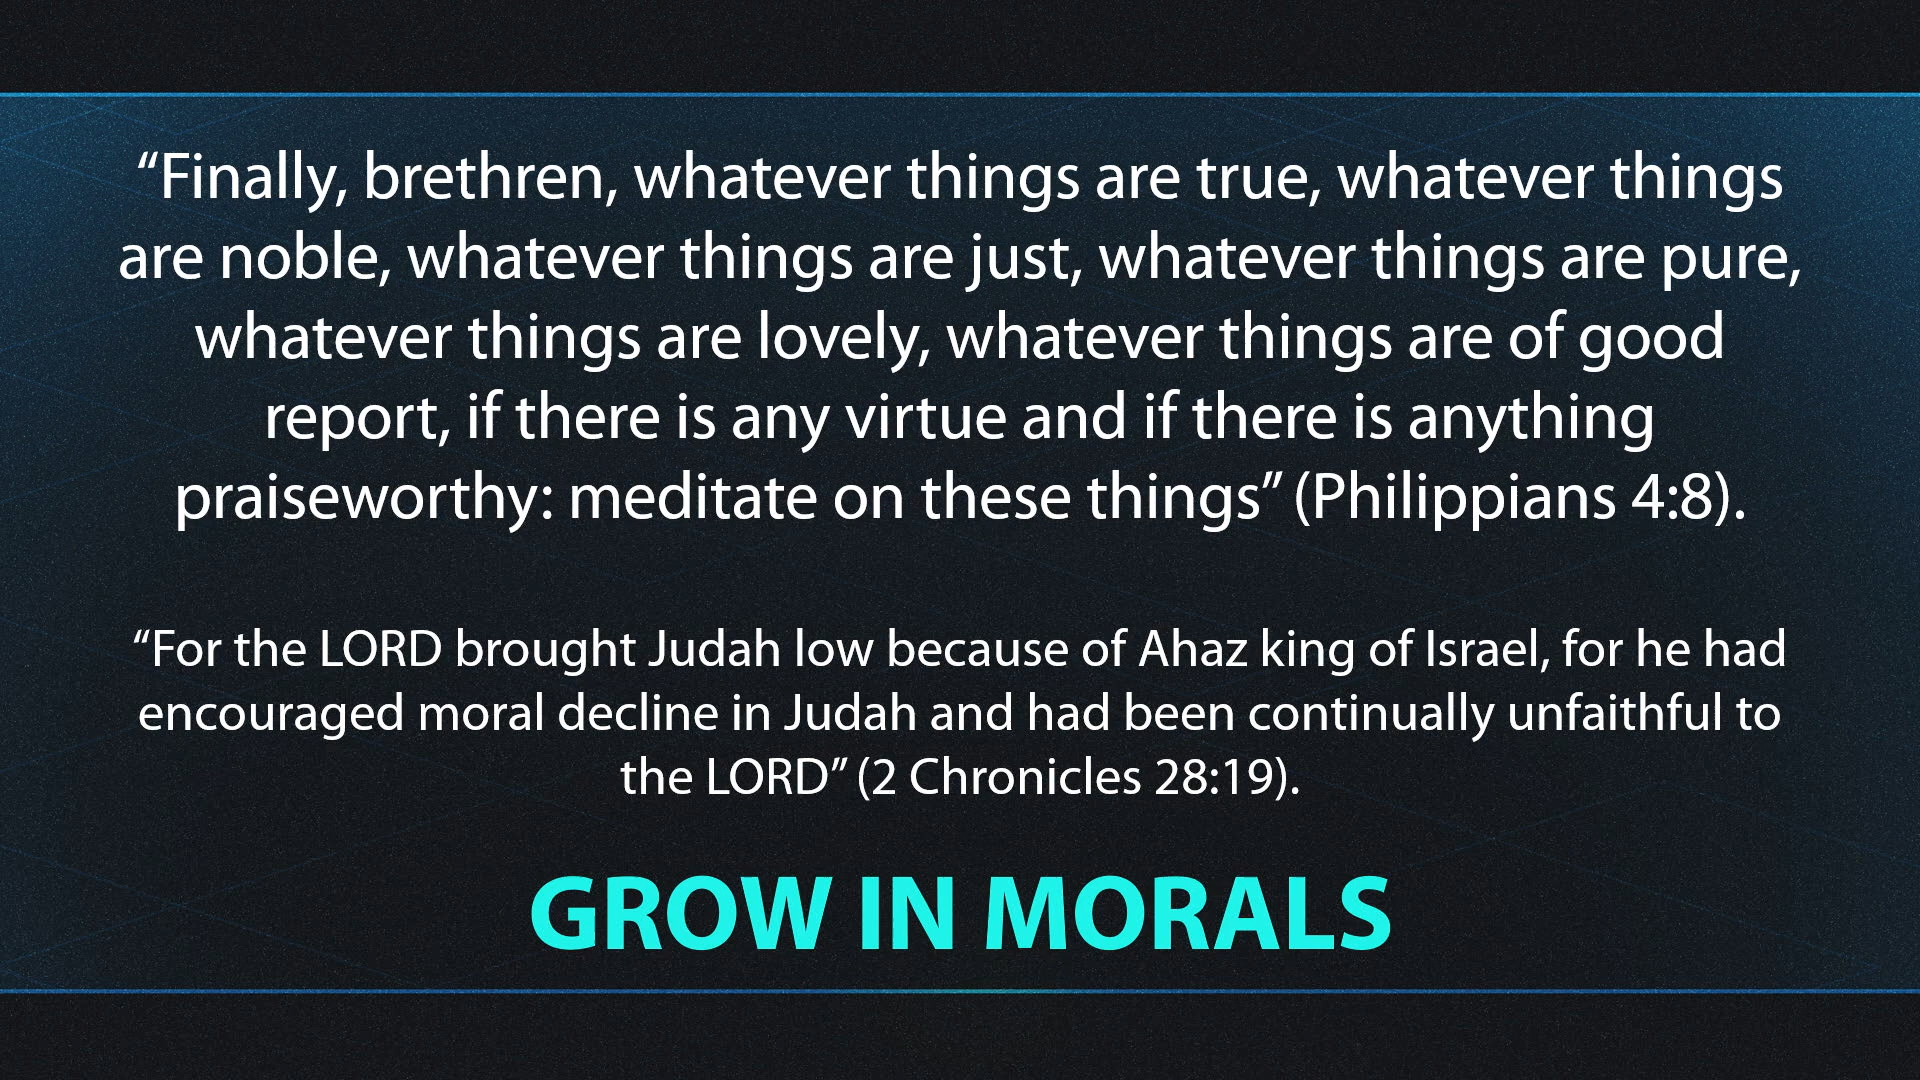 “Finally, brethren, whatever things are true, whatever things
are noble, whatever things are just, whatever things are pure,
whatever things are lovely, whatever things are of good
report, if there is any virtue and if there is anything
praiseworthy: meditate on these things” (Philippians 4:8).
“For the LORD brought Judah low because of Ahaz king of Israel, for he had
encouraged moral decline in Judah and had been continually unfaithful to
the LORD” (2 Chronicles 28:19).
GROW IN MORALS